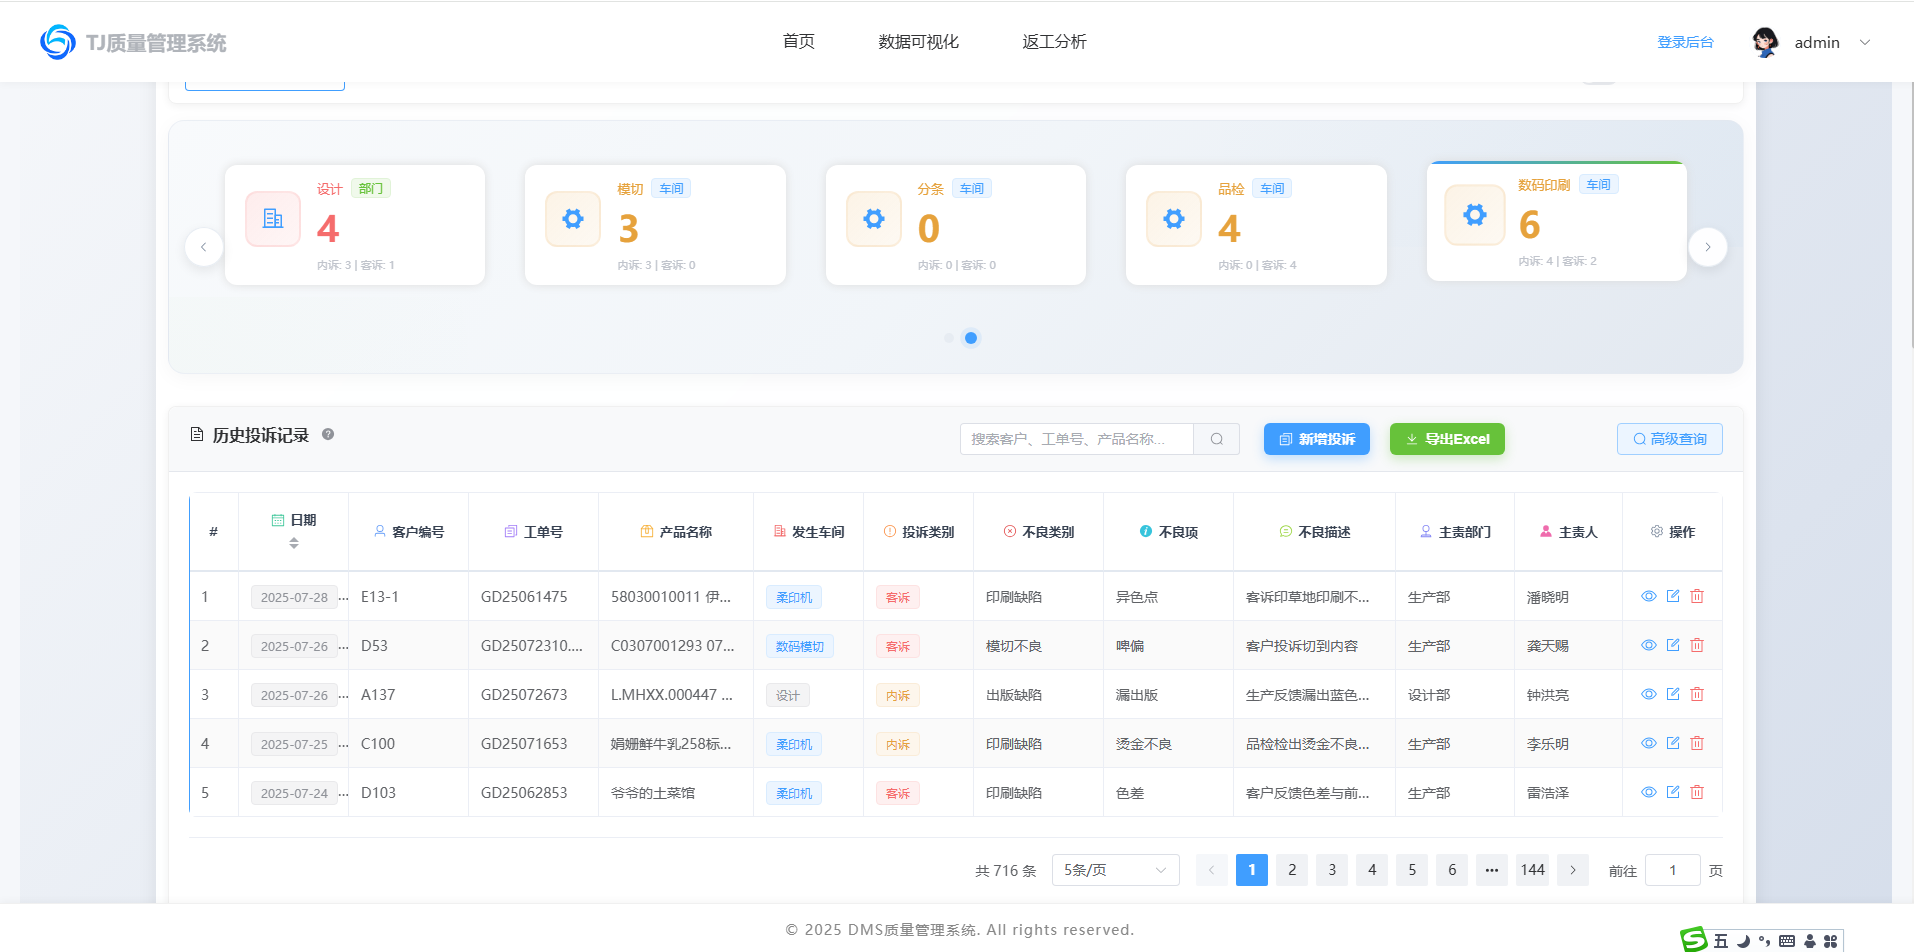 TJ质量管理系统 首页 数据可视化 返工分析 登录后台 admin
设计 部门
4
内诉: 3 | 客诉: 1
模切 车间
3
内诉: 3 | 客诉: 0
分条 车间
0
内诉: 0 | 客诉: 0
品检 车间
4
内诉: 0 | 客诉: 4
数码印刷 车间
6
内诉: 4 | 客诉: 2
历史投诉记录 搜索客户、工单号、产品名称... 新增投诉 导出Excel 高级查询
# 日期 客户编号 工单号 产品名称 发生车间 投诉类别 不良类别 不良项 不良描述 主责部门 主责人 操作
1 2025-07-28 ... E13-1 GD25061475 58030010011 伊... 柔印机 客诉 印刷缺陷 异色点 客诉印草地印刷不... 生产部 潘晓明
2 2025-07-26 ... D53 GD25072310.... C0307001293 07... 数码模切 客诉 模切不良 啤偏 客户投诉切到内容 生产部 龚天赐
3 2025-07-26 ... A137 GD25072673 L.MHXX.000447 ... 设计 内诉 出版缺陷 漏出版 生产反馈漏出蓝色... 设计部 钟洪亮
4 2025-07-25 ... C100 GD25071653 娟姗鲜牛乳258标... 柔印机 内诉 印刷缺陷 烫金不良 品检检出烫金不良... 生产部 李乐明
5 2025-07-24 ... D103 GD25062853 爷爷的土菜馆 柔印机 客诉 印刷缺陷 色差 客户反馈色差与前... 生产部 雷浩泽
共 716 条 5条/页 1 2 3 4 5 6 ... 144 前往 1 页
© 2025 DMS质量管理系统. All rights reserved.
五